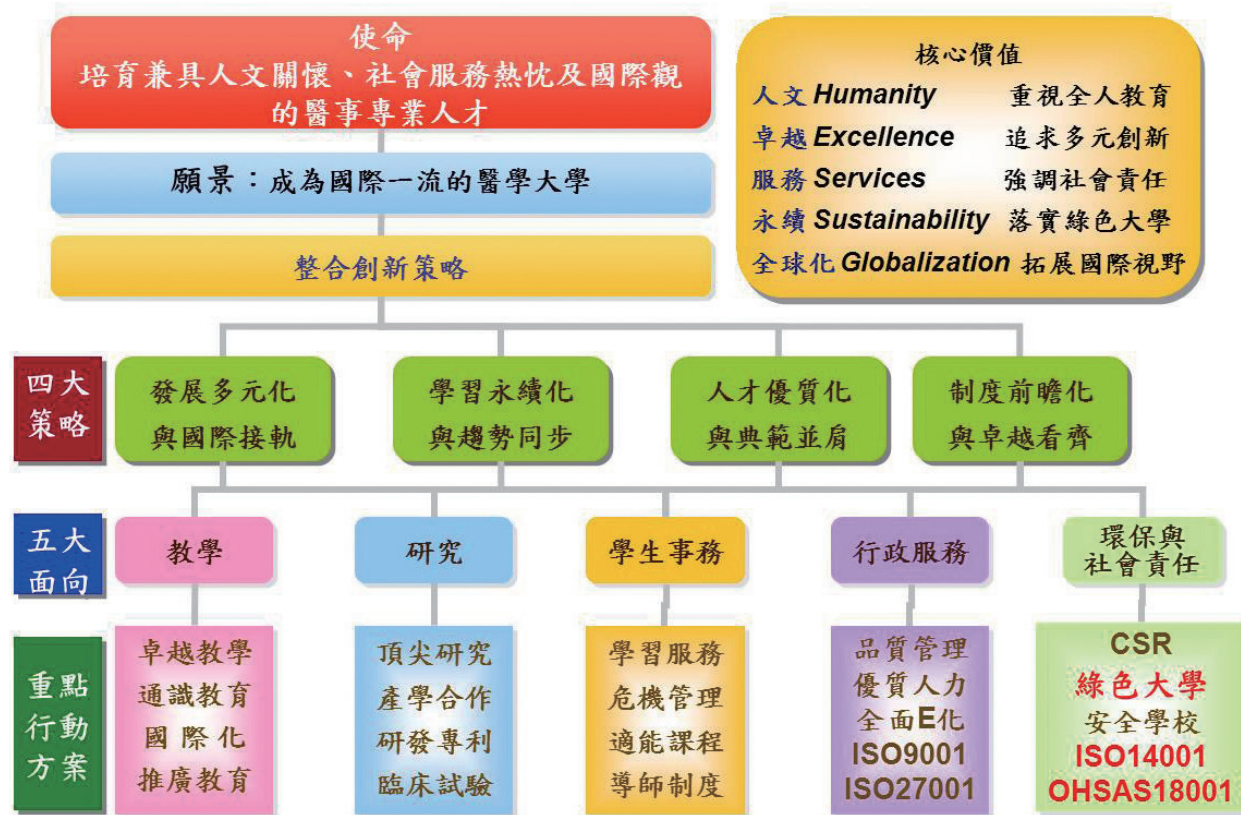 使命
培育兼具人文關懷、社會服務熱忱及國際觀
的醫事專業人才
願景：成為國際一流的醫學大學
整合創新策略
核心價值
人文 Humanity 重視全人教育
卓越 Excellence 追求多元創新
服務 Services 強調社會責任
永續 Sustainability 落實綠色大學
全球化 Globalization 拓展國際視野
四大
策略
發展多元化
與國際接軌
學習永續化
與趨勢同步
人才優質化
與典範並肩
制度前瞻化
與卓越看齊
五大
面向
教學
研究
學生事務
行政服務
環保與
社會責任
重點
行動
方案
卓越教學
通識教育
國際化
推廣教育
頂尖研究
產學合作
研發專利
臨床試驗
學習服務
危機管理
適能課程
導師制度
品質管理
優質人力
全面E化
ISO9001
ISO27001
CSR
綠色大學
安全學校
ISO14001
OHSAS18001